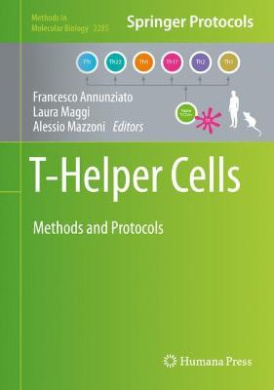 Methods in
Molecular Biology 2285
Springer Protocols
Francesco Annunziato
Laura Maggi
Alessio Mazzoni Editors
T-Helper Cells
Methods and Protocols
Humana Press